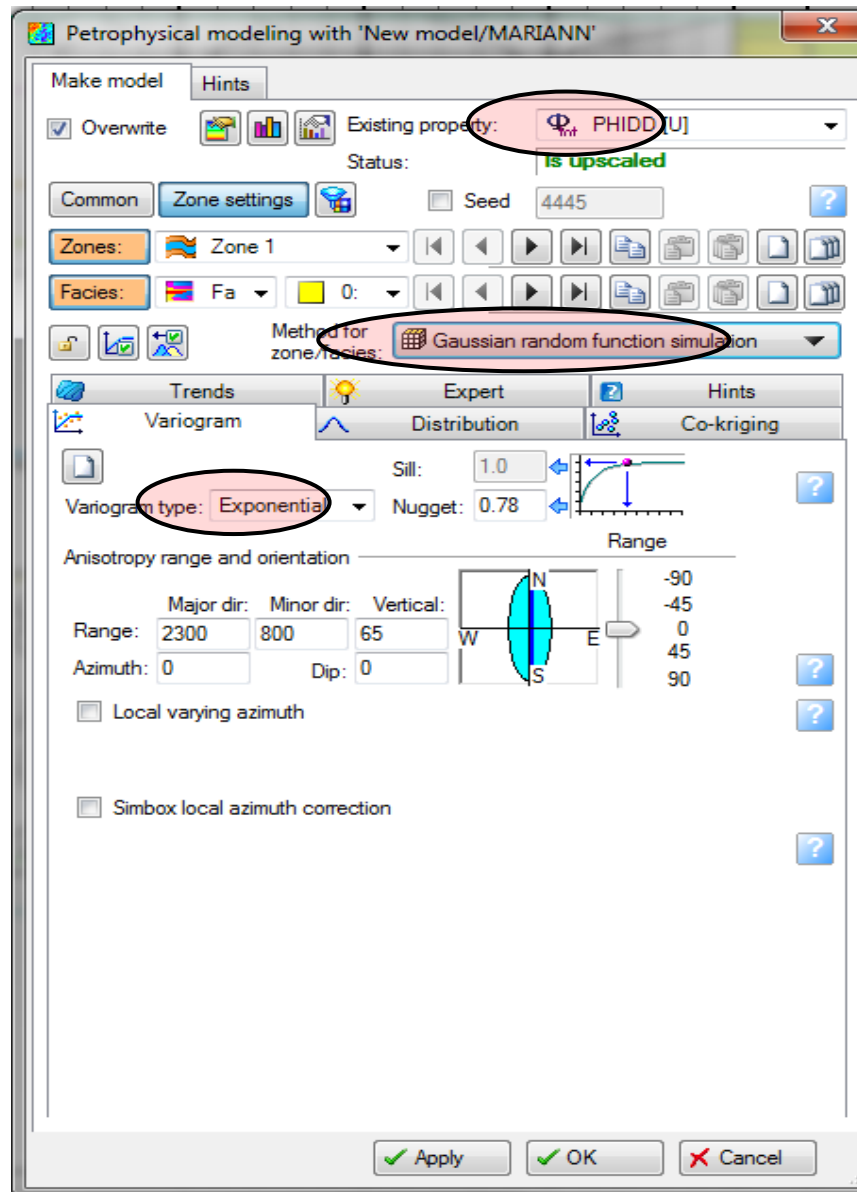 Petrophysical modeling with 'New model/MARIANN'
Make model Hints
Overwrite Existing property: PHIDD [U]
Status: Is upscaled
Common Zone settings Seed 4445 ?
Zones: Zone 1
Facies: Fa 0:
Method for zone/facies: Gaussian random function simulation
Trends Expert Hints
Variogram Distribution Co-kriging
Sill: 1.0 ?
Variogram type: Exponential Nugget: 0.78
Range
Anisotropy range and orientation
N -90
Major dir: Minor dir: Vertical: -45
Range: 2300 800 65 W E 0
45
Azimuth: 0 Dip: 0 S 90 ?
Local varying azimuth ?
Simbox local azimuth correction
?
Apply OK Cancel